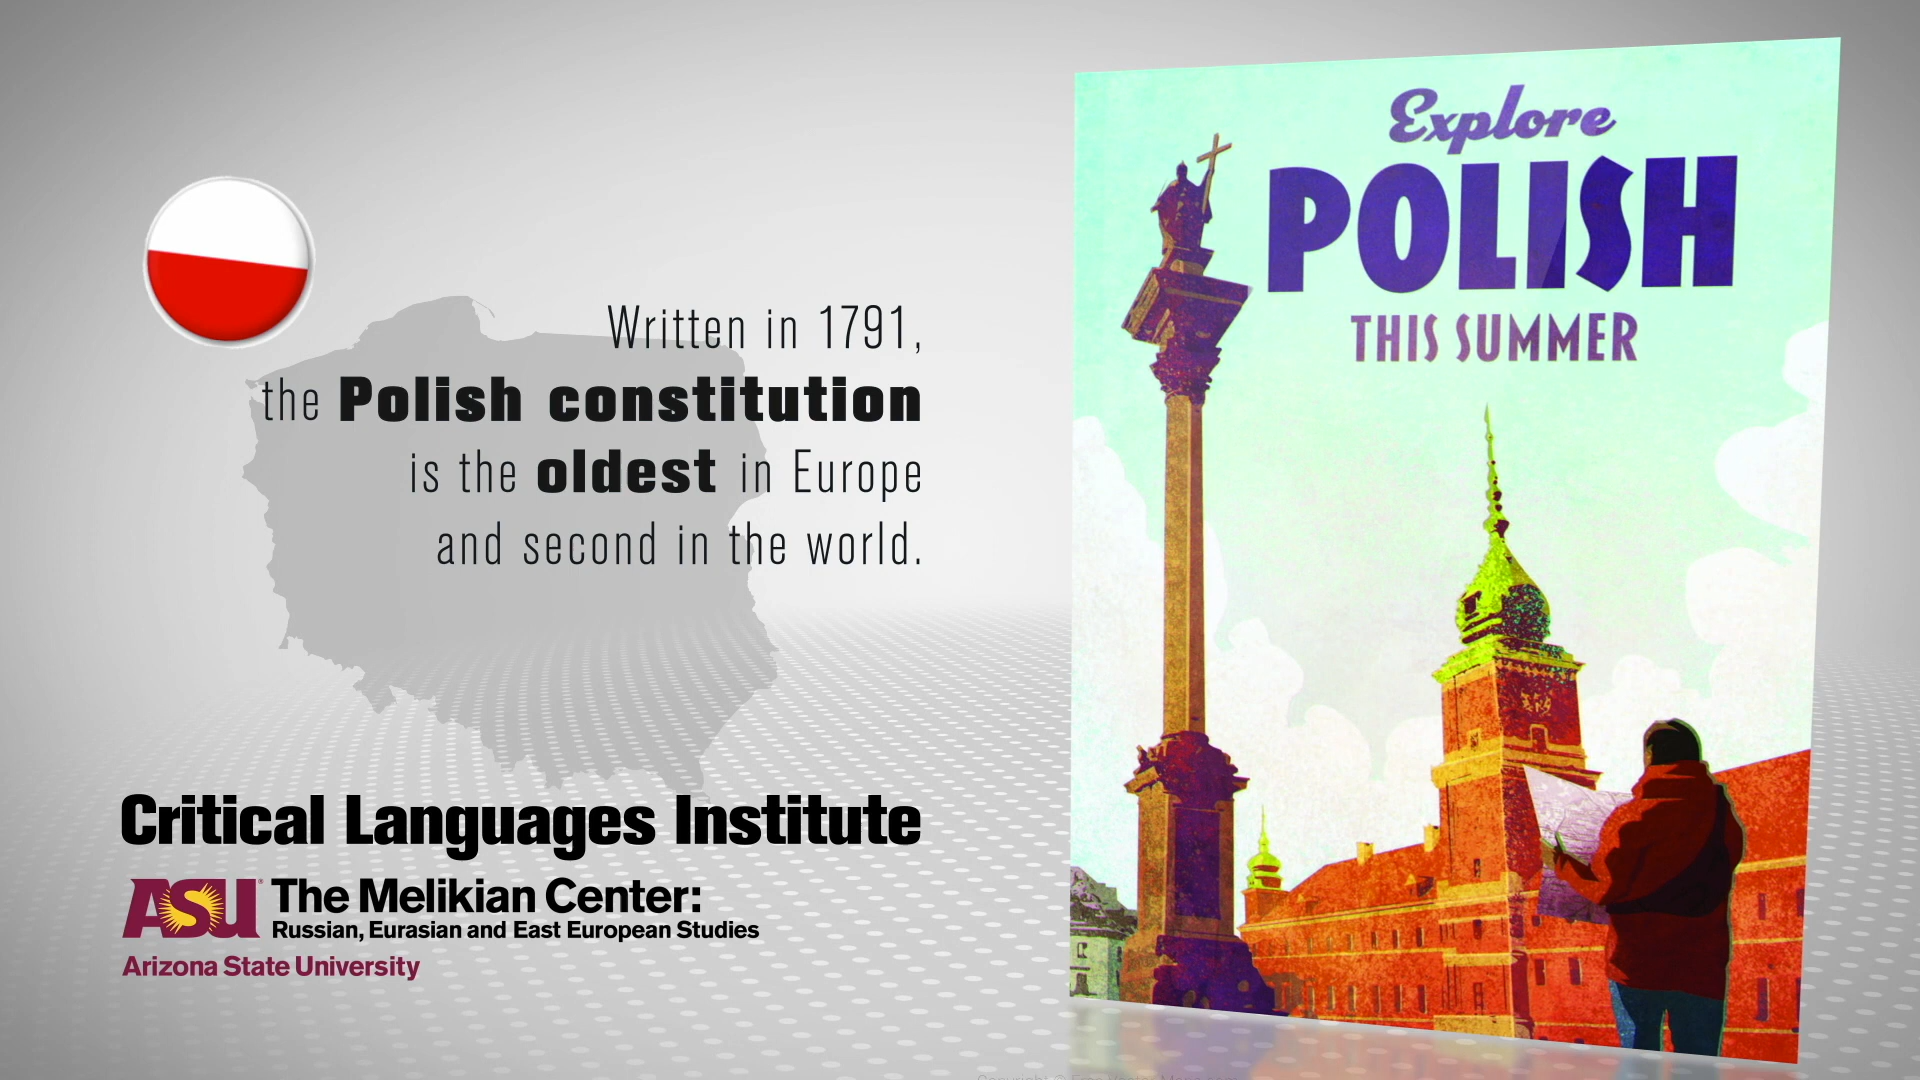 Written in 1791,
the Polish constitution
is the oldest in Europe
and second in the world.
Critical Languages Institute
ASU
The Melikian Center:
Russian, Eurasian and East European Studies
Arizona State University
Explore
POLISH
THIS SUMMER